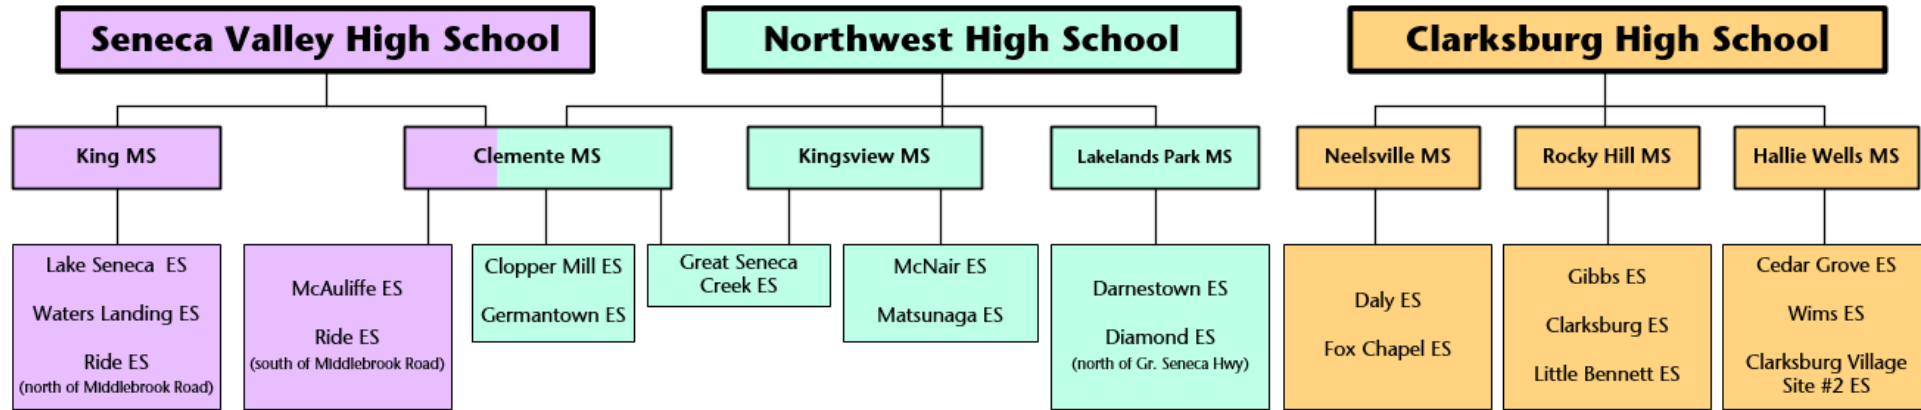 Seneca Valley High School
Northwest High School
Clarksburg High School
King MS
Clemente MS
Kingsview MS
Lakelands Park MS
Neelsville MS
Rocky Hill MS
Hallie Wells MS
Lake Seneca ES
Waters Landing ES
Ride ES
(north of Middlebrook Road)
McAuliffe ES
Ride ES
(south of Middlebrook Road)
Clopper Mill ES
Germantown ES
Great Seneca
Creek ES
McNair ES
Matsunaga ES
Darnestown ES
Diamond ES
(north of Gr. Seneca Hwy)
Daly ES
Fox Chapel ES
Gibbs ES
Clarksburg ES
Little Bennett ES
Cedar Grove ES
Wims ES
Clarksburg Village
Site #2 ES